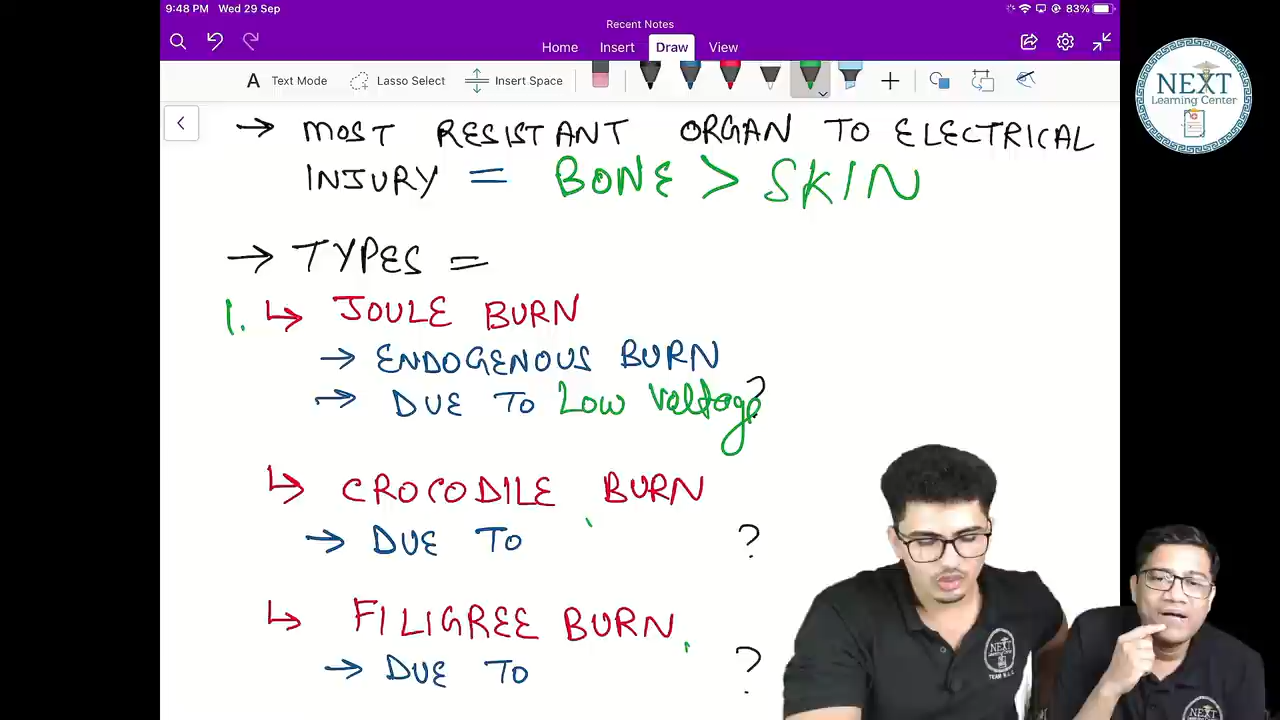 9:48 PM Wed 29 Sep
83%
Recent Notes
Home Insert Draw View
Text Mode Lasso Select Insert Space
NEXT
Learning Center
→ MOST RESISTANT ORGAN TO ELECTRICAL
INJURY = BONE > SKIN
→ TYPES =
1. ↳ JOULE BURN
→ ENDOGENOUS BURN
→ DUE TO Low Voltage ?
↳ CROCODILE BURN
→ DUE TO ?
↳ FILIGREE BURN
→ DUE TO ?
NEXT
NEXT